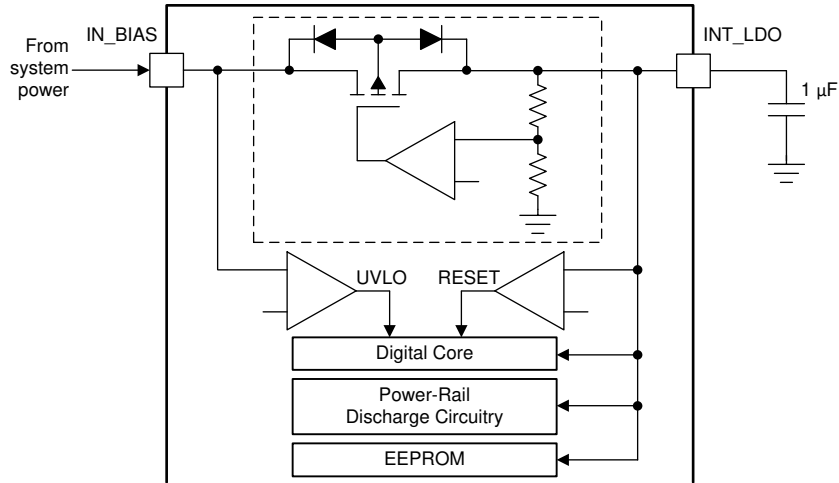 From
system
power
IN_BIAS
INT_LDO
1 µF
UVLO
RESET
Digital Core
Power-Rail
Discharge Circuitry
EEPROM